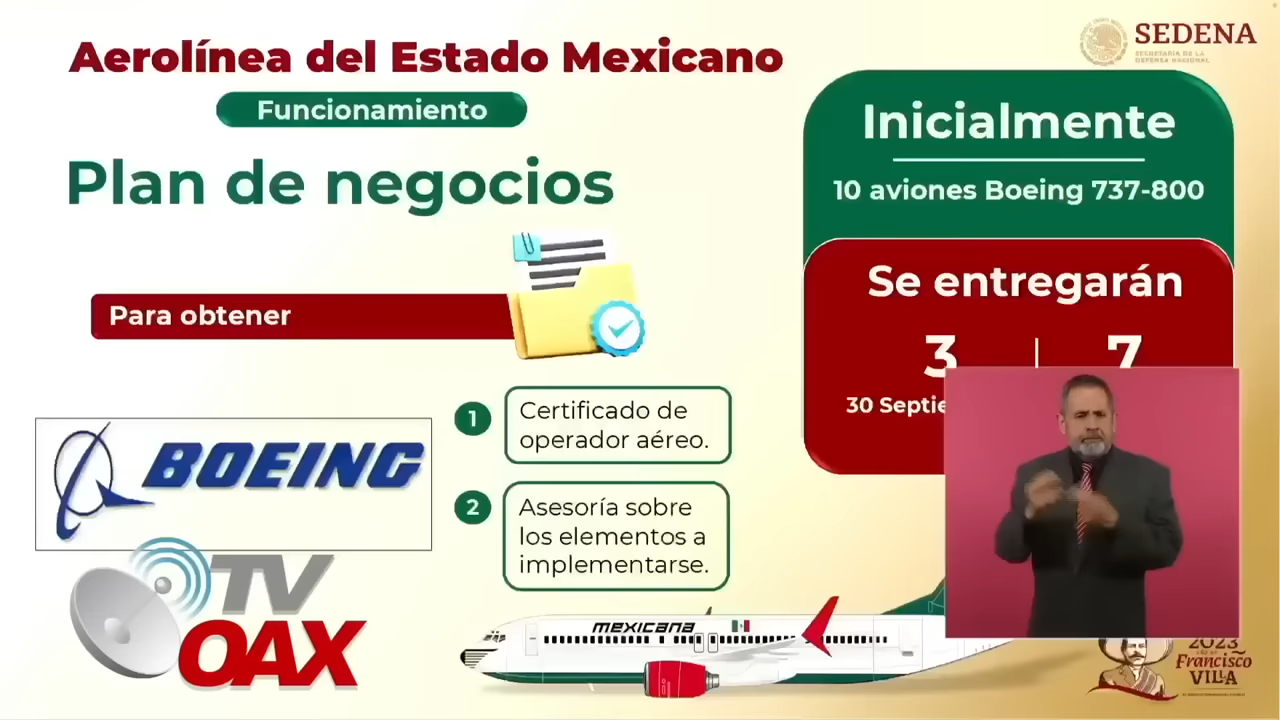 Aerolínea del Estado Mexicano
SEDENA
SECRETARÍA DE LA
DEFENSA NACIONAL
Funcionamiento
Plan de negocios
Inicialmente
10 aviones Boeing 737-800
Se entregarán
3 | 7
30
Para obtener
1 Certificado de
operador aéreo.
2 Asesoría sobre
los elementos a
implementarse.
BOEING
TV
OAX
mexicana
2023
Francisco
VILLA